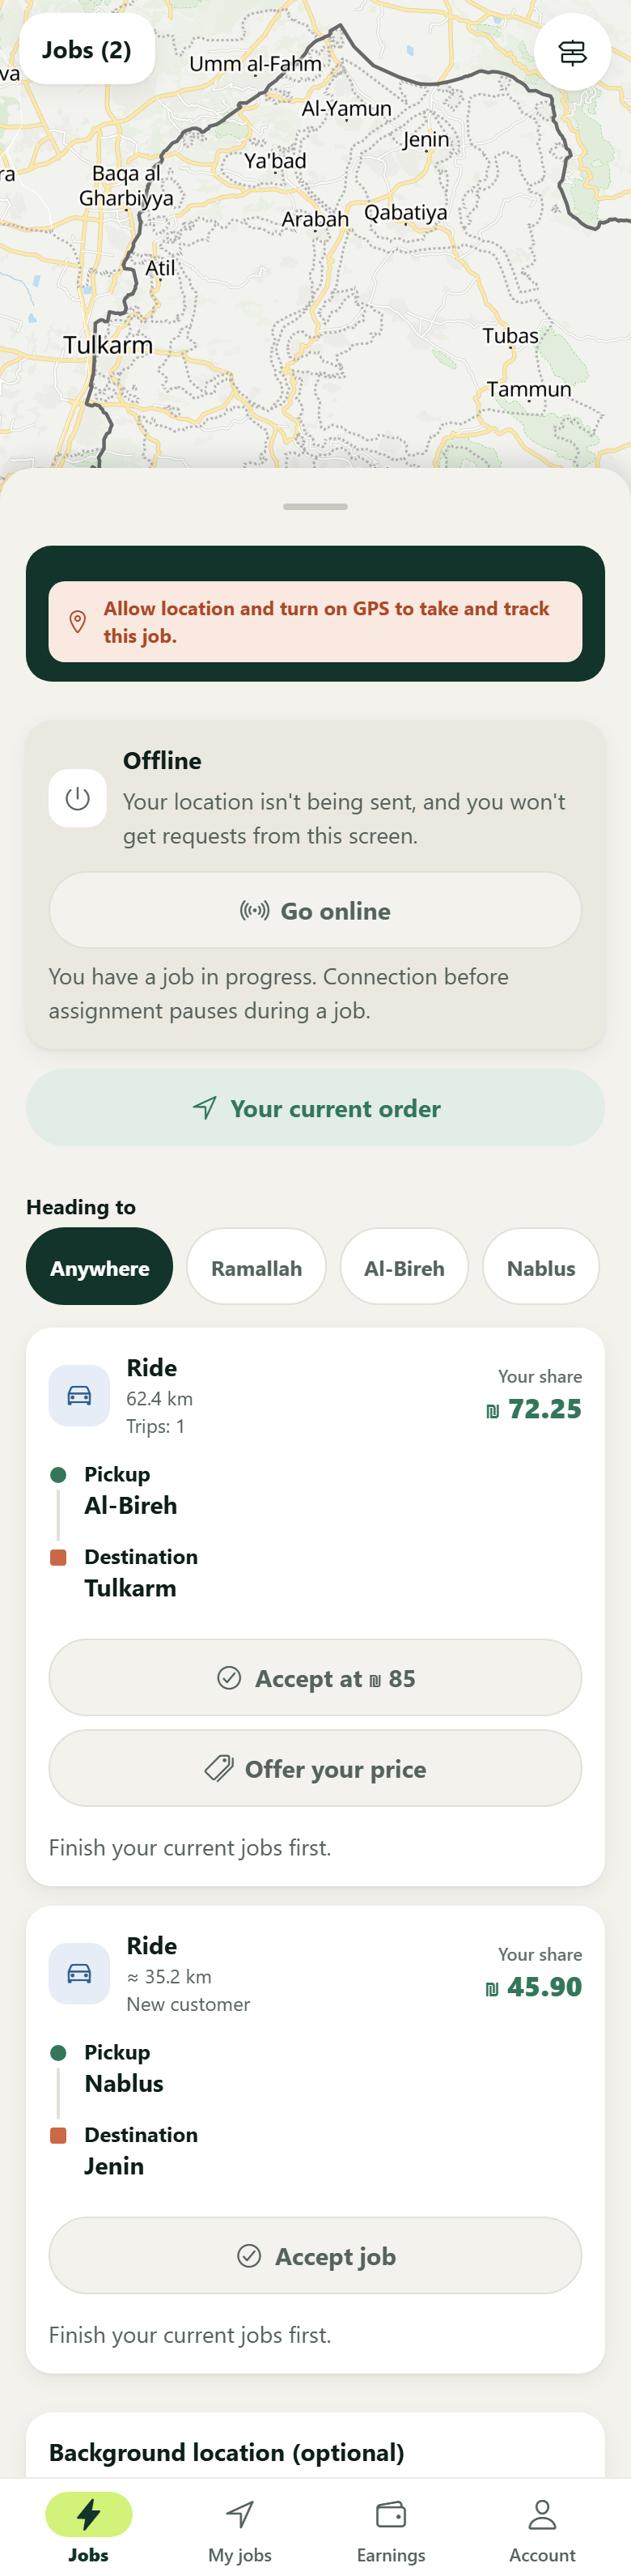 Jobs (2)
va
Umm al-Fahm
Al-Yamun
Jenin
Ya'bad
ra
Baqa al
Gharbiyya
Arabah
Qabatiya
Atil
Tulkarm
Tubas
Tammun
Allow location and turn on GPS to take and track
this job.
Offline
Your location isn't being sent, and you won't
get requests from this screen.
Go online
You have a job in progress. Connection before
assignment pauses during a job.
Your current order
Heading to
Anywhere
Ramallah
Al-Bireh
Nablus
Ride
62.4 km
Trips: 1
Your share
₪ 72.25
Pickup
Al-Bireh
Destination
Tulkarm
Accept at ₪ 85
Offer your price
Finish your current jobs first.
Ride
≈ 35.2 km
New customer
Your share
₪ 45.90
Pickup
Nablus
Destination
Jenin
Accept job
Finish your current jobs first.
Background location (optional)
Jobs
My jobs
Earnings
Account